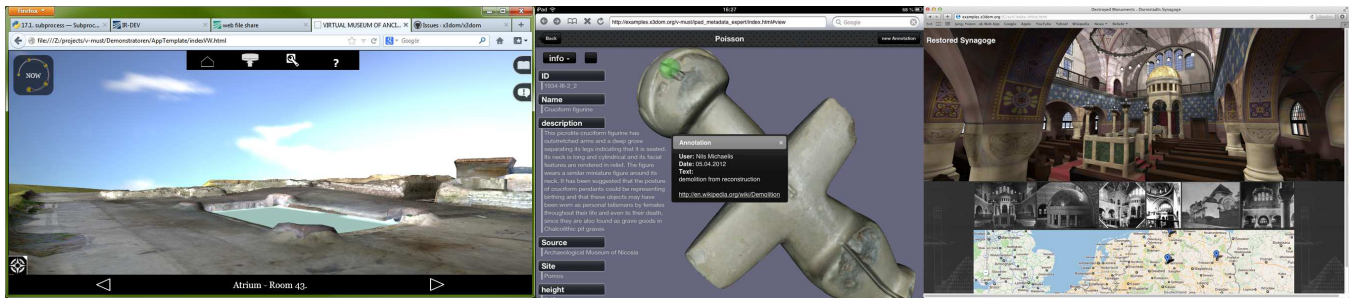 Firefox
17.1. subprocess — Subproc...
IR-DEV
web file share
VIRTUAL MUSEUM OF ANCI...
Issues · x3dom/x3dom
file:///Z:/projects/v-must/Demonstratoren/AppTemplate/indexVW.html
Google
NOW
?
Atrium - Room 43.
iPad
16:27
88 %
http://examples.x3dom.org/v-must/ipad_metadata_expert/index.html#view
Google
Back
Poisson
new Annotation
info -
ID
1934-III-2_2
Name
Cruciform figurine
description
This picrolite cruciform figurine has
outstretched arms and a deep grove
separating its legs indicating that it is seated.
Its neck is long and cylindrical and its facial
features are rendered in relief. The figure
wears a similar miniature figure around its
neck. It has been suggested that the posture
of cruciform pendants could be representing
birthing and that these objects may have
been worn as personal talismans by females
throughout their life and even to their death,
since they are also found as grave goods in
Chalcolithic pit graves
Source
Archaeological Museum of Nicosia
Site
Pomos
height
Annotation
User: Nils Michaelis
Date: 05.04.2012
Text:
demolition from reconstruction
http://en.wikipedia.org/wiki/Demolition
Destroyed Monuments - Darmstadts Synagoge
examples.x3dom.org
Restored Synagoge